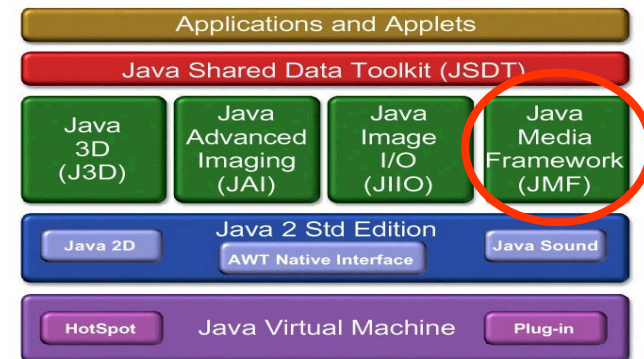 Applications and Applets
Java Shared Data Toolkit (JSDT)
Java
3D
(J3D)
Java
Advanced
Imaging
(JAI)
Java
Image
I/O
(JIIO)
Java
Media
Framework
(JMF)
Java 2 Std Edition
Java 2D
AWT Native Interface
Java Sound
HotSpot
Java Virtual Machine
Plug-in